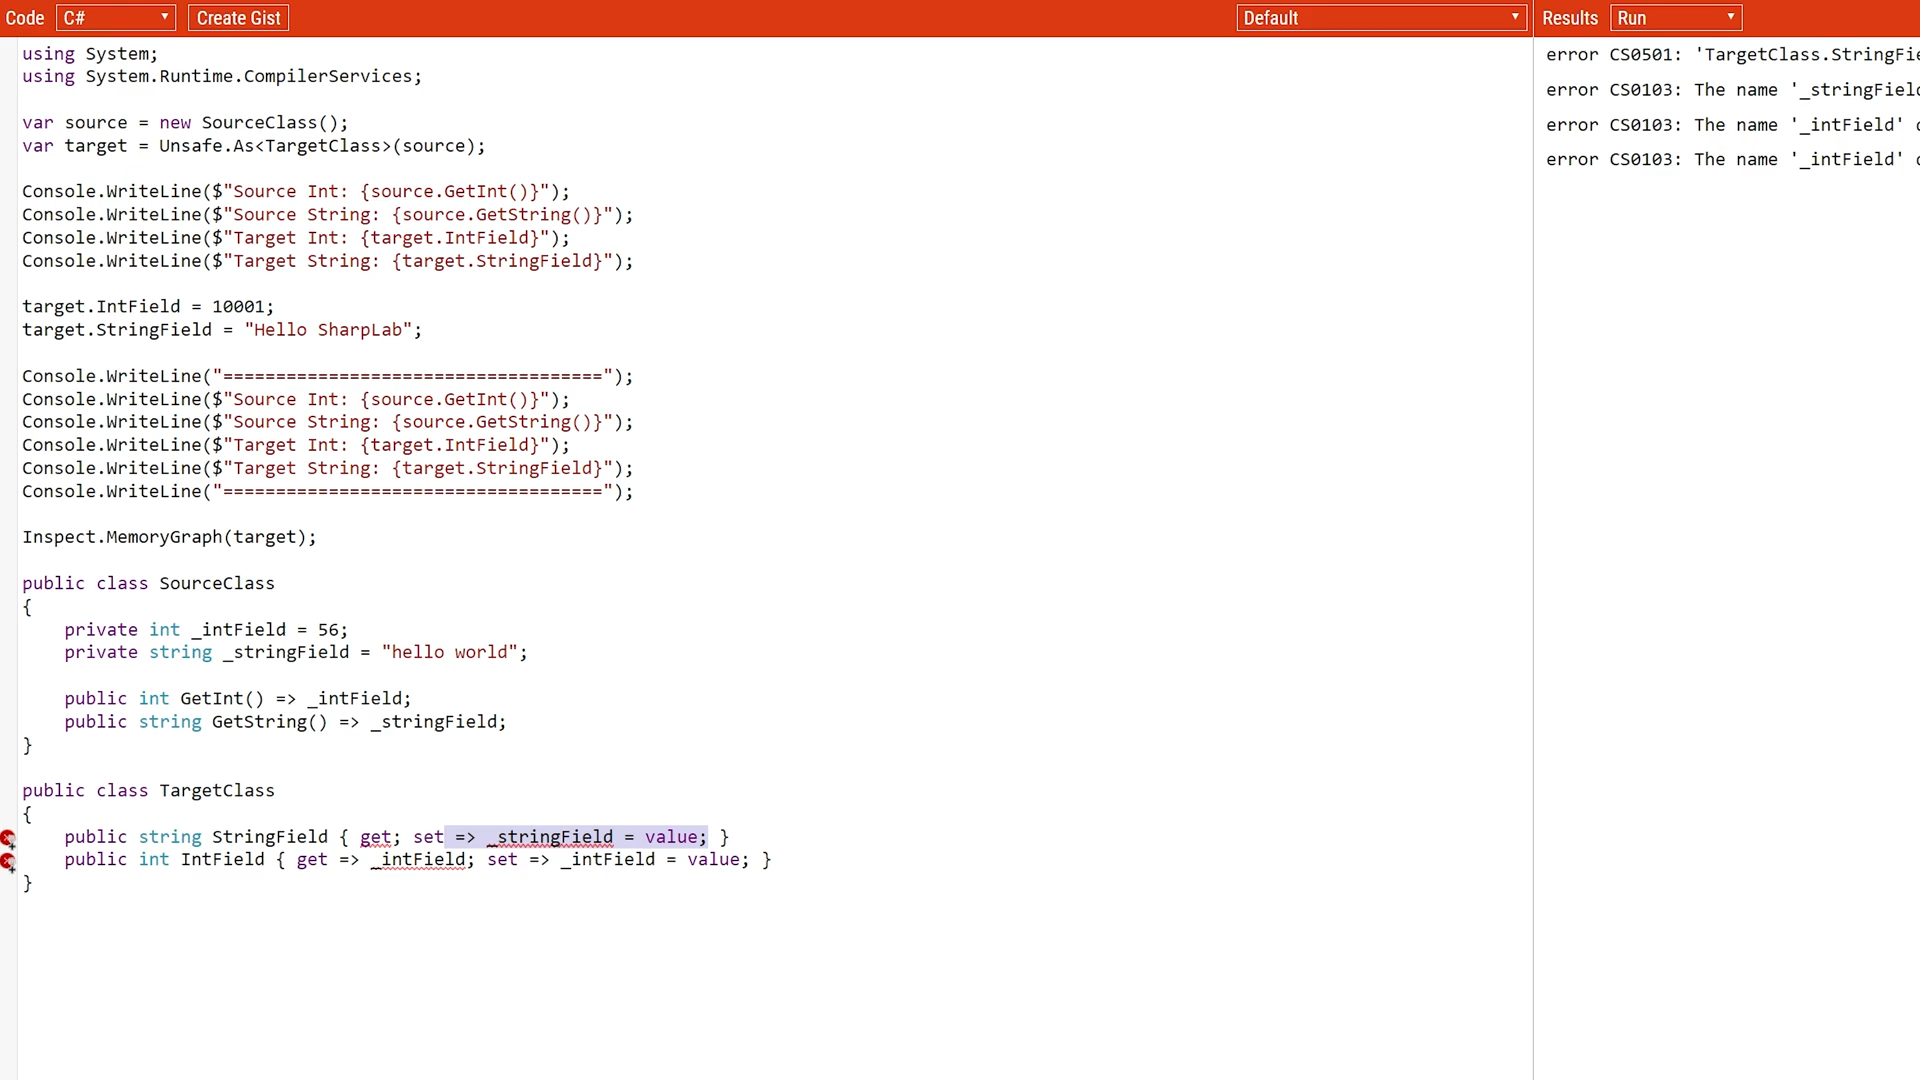 Code C# Create Gist Default Results Run
using System;
using System.Runtime.CompilerServices;
var source = new SourceClass();
var target = Unsafe.As<TargetClass>(source);
Console.WriteLine($"Source Int: {source.GetInt()}");
Console.WriteLine($"Source String: {source.GetString()}");
Console.WriteLine($"Target Int: {target.IntField}");
Console.WriteLine($"Target String: {target.StringField}");
target.IntField = 10001;
target.StringField = "Hello SharpLab";
Console.WriteLine("====================================");
Console.WriteLine($"Source Int: {source.GetInt()}");
Console.WriteLine($"Source String: {source.GetString()}");
Console.WriteLine($"Target Int: {target.IntField}");
Console.WriteLine($"Target String: {target.StringField}");
Console.WriteLine("====================================");
Inspect.MemoryGraph(target);
public class SourceClass
{
private int _intField = 56;
private string _stringField = "hello world";
public int GetInt() => _intField;
public string GetString() => _stringField;
}
public class TargetClass
{
public string StringField { get; set => _stringField = value; }
public int IntField { get => _intField; set => _intField = value; }
}
error CS0501: 'TargetClass.StringFie
error CS0103: The name '_stringField
error CS0103: The name '_intField'
error CS0103: The name '_intField'